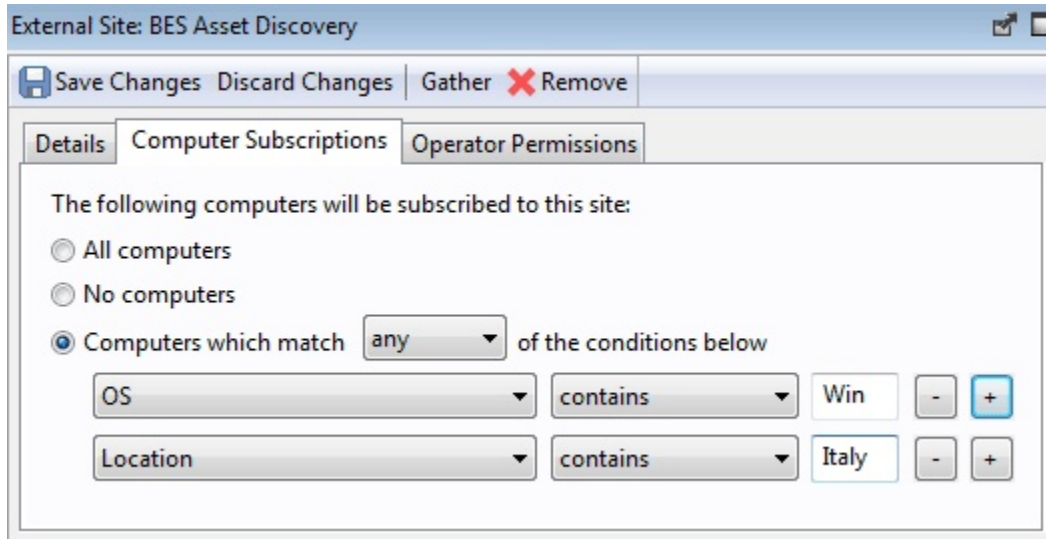 External Site: BES Asset Discovery
Save Changes Discard Changes Gather Remove
Details Computer Subscriptions Operator Permissions
The following computers will be subscribed to this site:
All computers
No computers
Computers which match any of the conditions below
OS contains Win - +
Location contains Italy - +